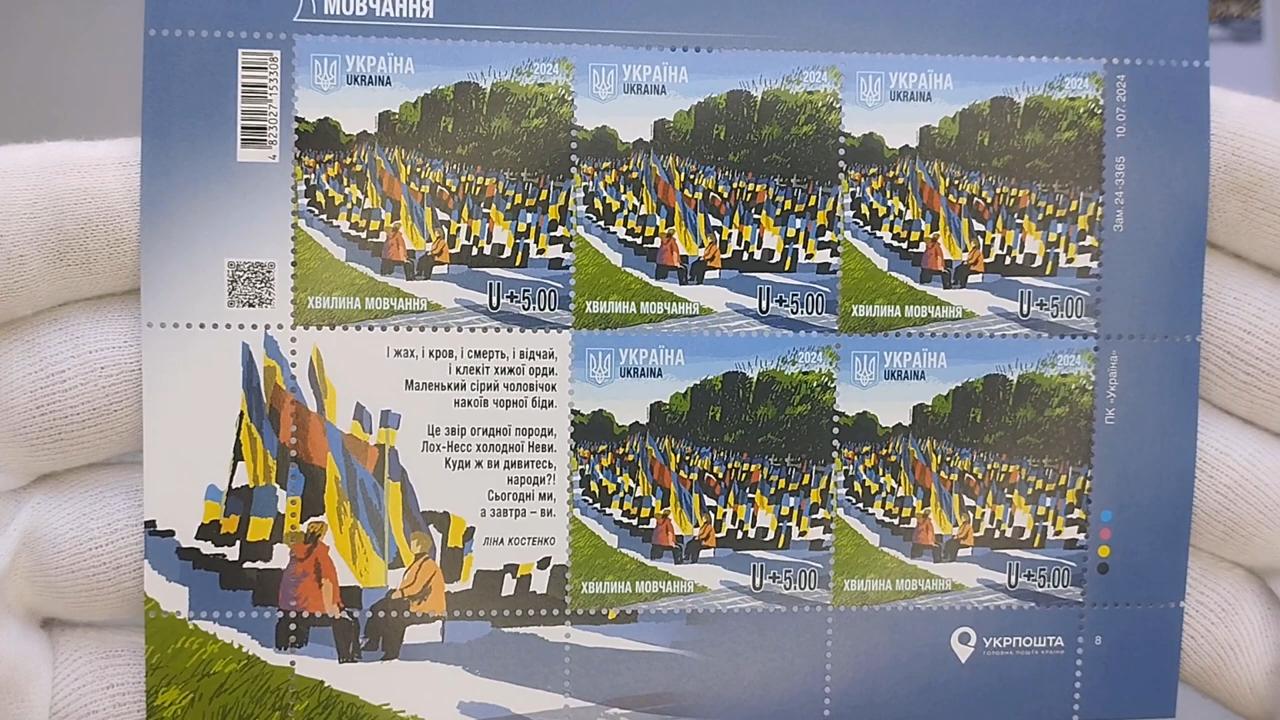 МОВЧАННЯ
4 823027 153308
УКРАЇНА
UKRAINA
2024
ХВИЛИНА МОВЧАННЯ
U+5.00
УКРАЇНА
UKRAINA
2024
ХВИЛИНА МОВЧАННЯ
U+5.00
УКРАЇНА
UKRAINA
2024
ХВИЛИНА МОВЧАННЯ
U+5.00
Зам. 24-3365 10.07.2024
І жах, і кров, і смерть, і відчай,
і клекіт хижої орди.
Маленький сірий чоловічок
накоїв чорної біди.
Це звір огидної породи,
Лох-Несс холодної Неви.
Куди ж ви дивитесь,
народи?!
Сьогодні ми,
а завтра – ви.
ЛІНА КОСТЕНКО
УКРАЇНА
UKRAINA
2024
ХВИЛИНА МОВЧАННЯ
U+5.00
УКРАЇНА
UKRAINA
2024
ХВИЛИНА МОВЧАННЯ
U+5.00
ПК «Україна»
УКРПОШТА
ГОЛОВНА ПОШТА КРАЇНИ
8